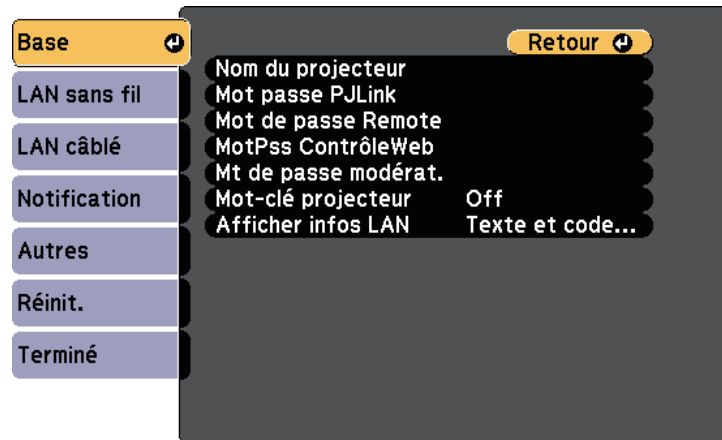 Base
LAN sans fil
LAN câblé
Notification
Autres
Réinit.
Terminé
Retour
Nom du projecteur
Mot passe PJLink
Mot de passe Remote
MotPss ContrôleWeb
Mt de passe modérat.
Mot-clé projecteur Off
Afficher infos LAN Texte et code...